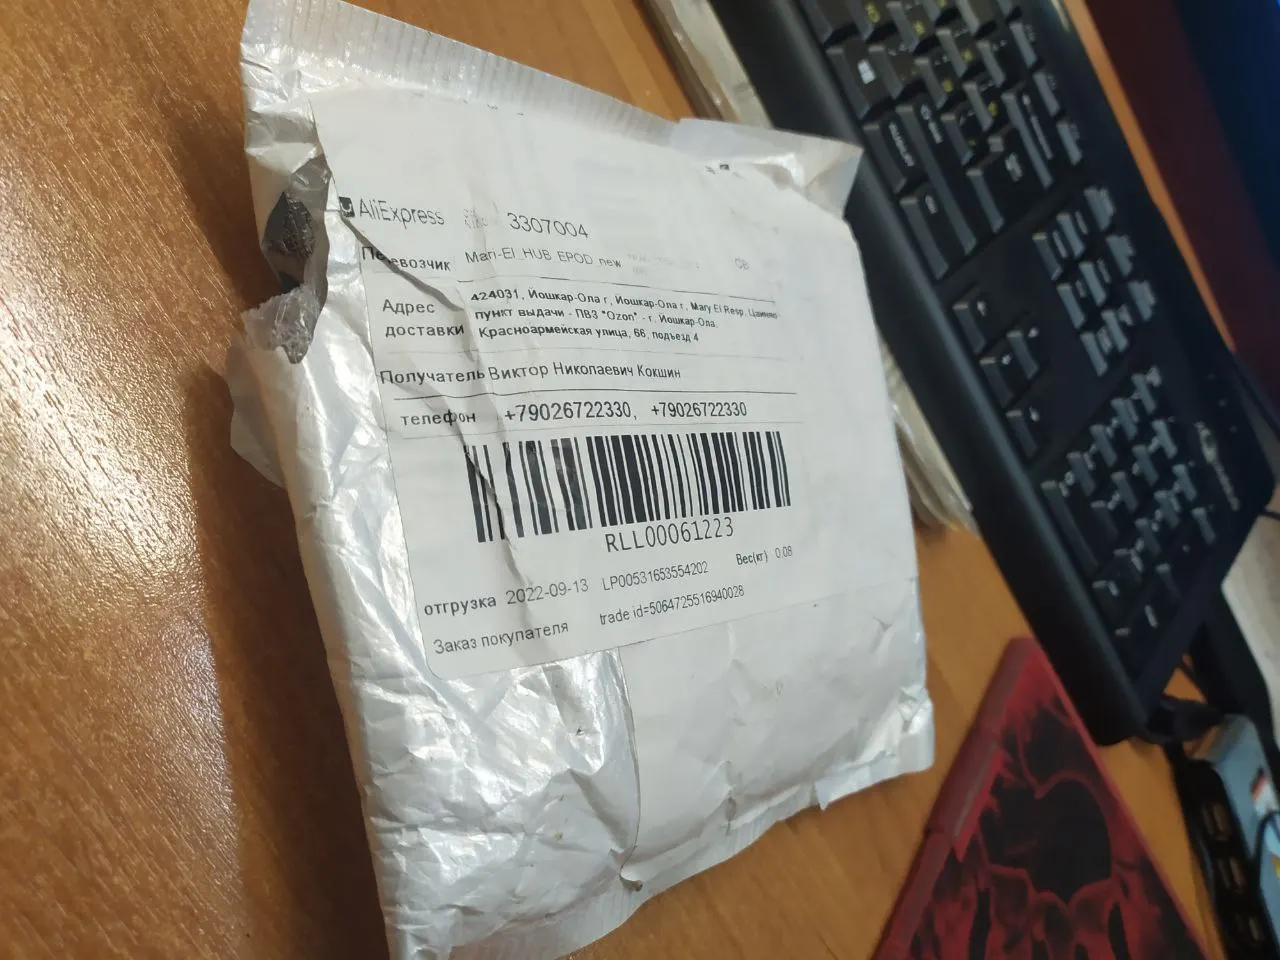 AliExpress 3307004
Перевозчик Mari-El_HUB_EPOD_new CB
Адрес доставки
424031, Йошкар-Ола г, Йошкар-Ола г, Mary El Resp,
пункт выдачи - ПВЗ "Ozon" - г. Йошкар-Ола,
Красноармейская улица, 66, подъезд 4
Получатель Виктор Николаевич Кокшин
телефон +79026722330, +79026722330
RLL00061223
отгрузка 2022-09-13 LP00531653554202 Вес(кг) 0.08
Заказ покупателя trade id=5064725516940028